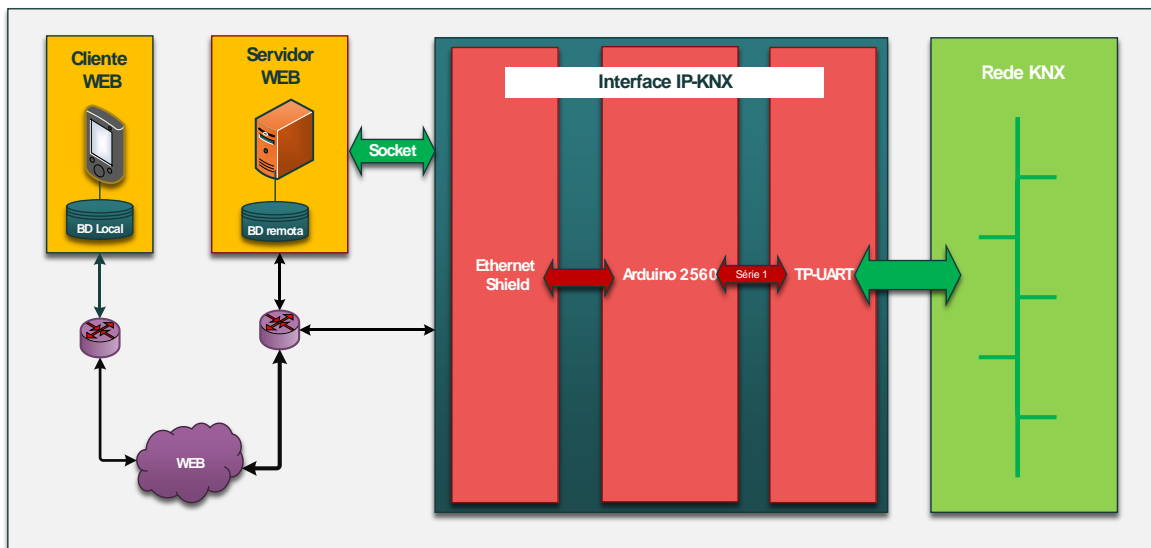 Cliente
WEB
BD Local
Servidor
WEB
BD remota
Socket
WEB
Interface IP-KNX
Ethernet
Shield
Arduino 2560
Série 1
TP-UART
Rede KNX